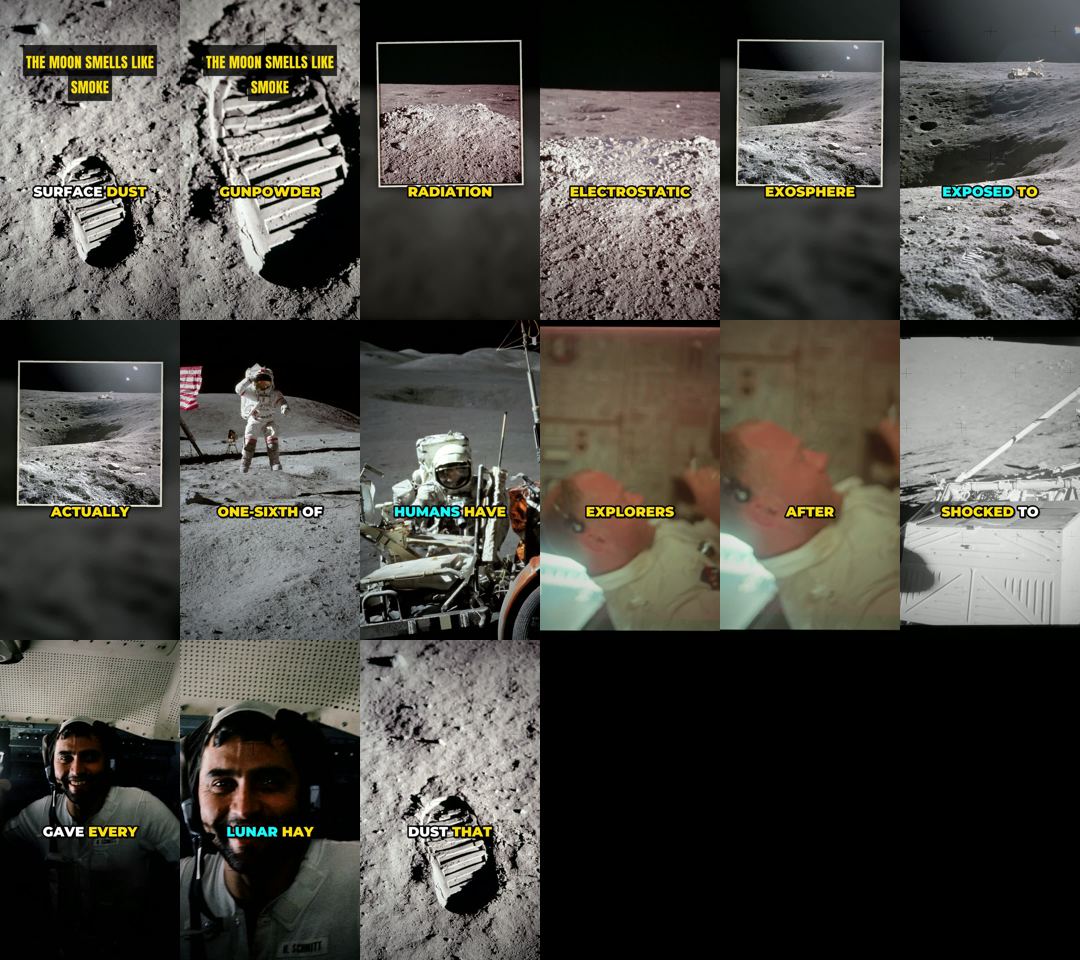 THE MOON SMELLS LIKE
SMOKE
SURFACE DUST
THE MOON SMELLS LIKE
SMOKE
GUNPOWDER
RADIATION
ELECTROSTATIC
EXOSPHERE
EXPOSED TO
ACTUALLY
ONE-SIXTH OF
HUMANS HAVE
EXPLORERS
AFTER
SHOCKED TO
GAVE EVERY
LUNAR HAY
H. SCHMITT
DUST THAT